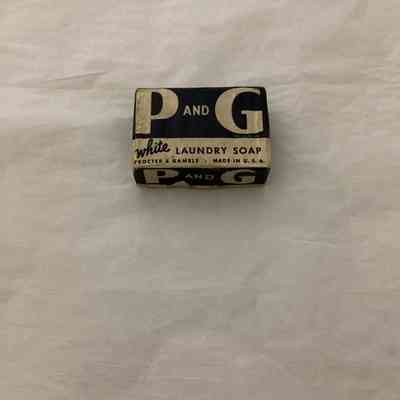 P AND G
white LAUNDRY SOAP
PROCTER & GAMBLE • MADE IN U.S.A.
P AND G